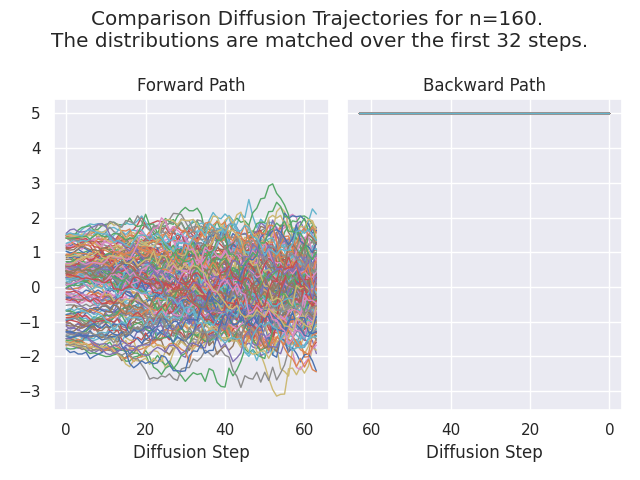 Comparison Diffusion Trajectories for n=160.
The distributions are matched over the first 32 steps.
Forward Path
Backward Path
5
4
3
2
1
0
−1
−2
−3
0 20 40 60
60 40 20 0
Diffusion Step
Diffusion Step